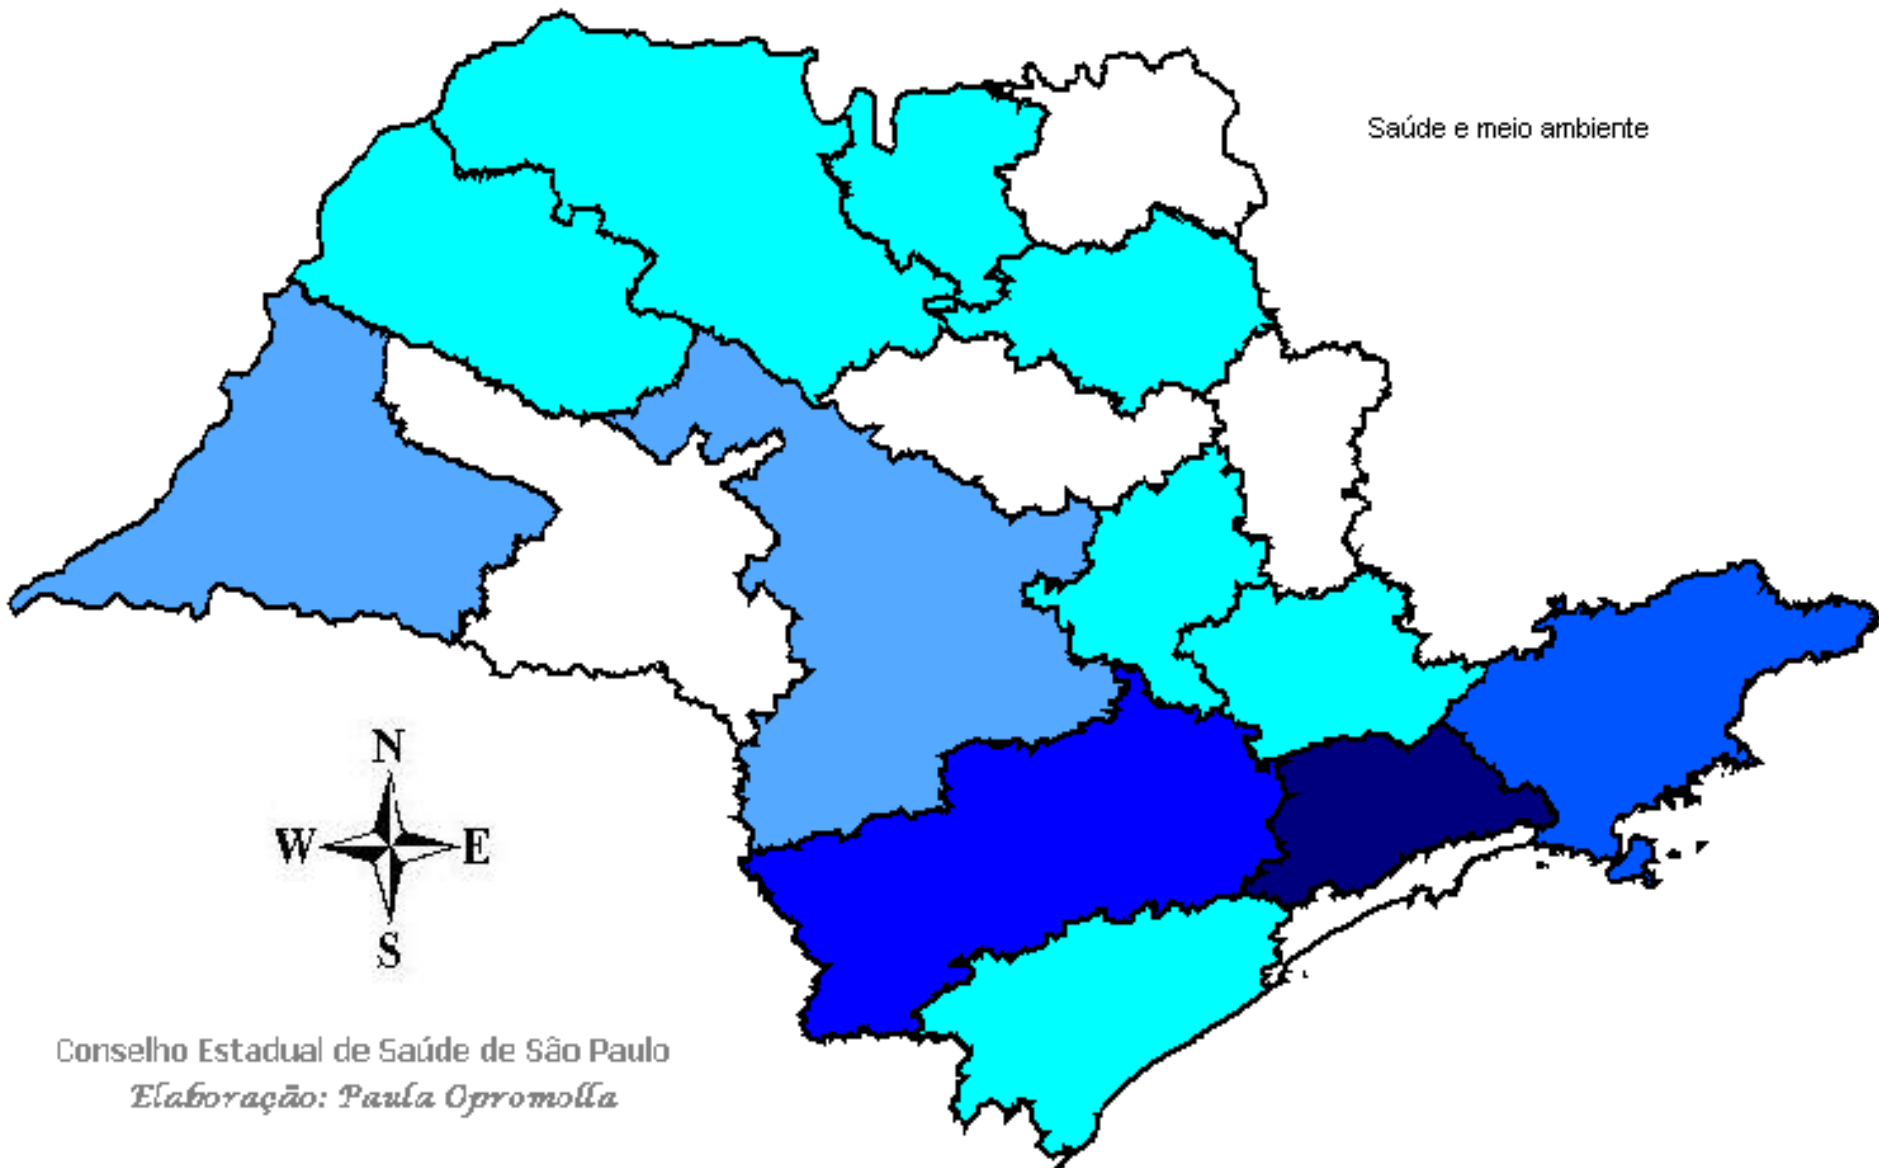 Saúde e meio ambiente
N
W E
S
Conselho Estadual de Saúde de São Paulo
Elaboração: Paula Opromolla